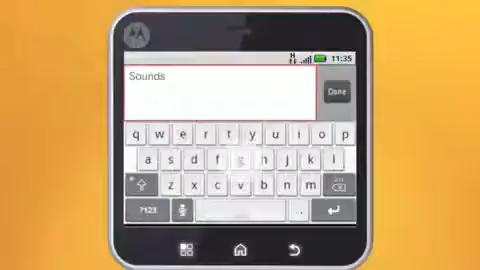 11:35
Sounds
Done
q w e r t y u i o p
a s d f g h j k l
z x c v b n m
?123